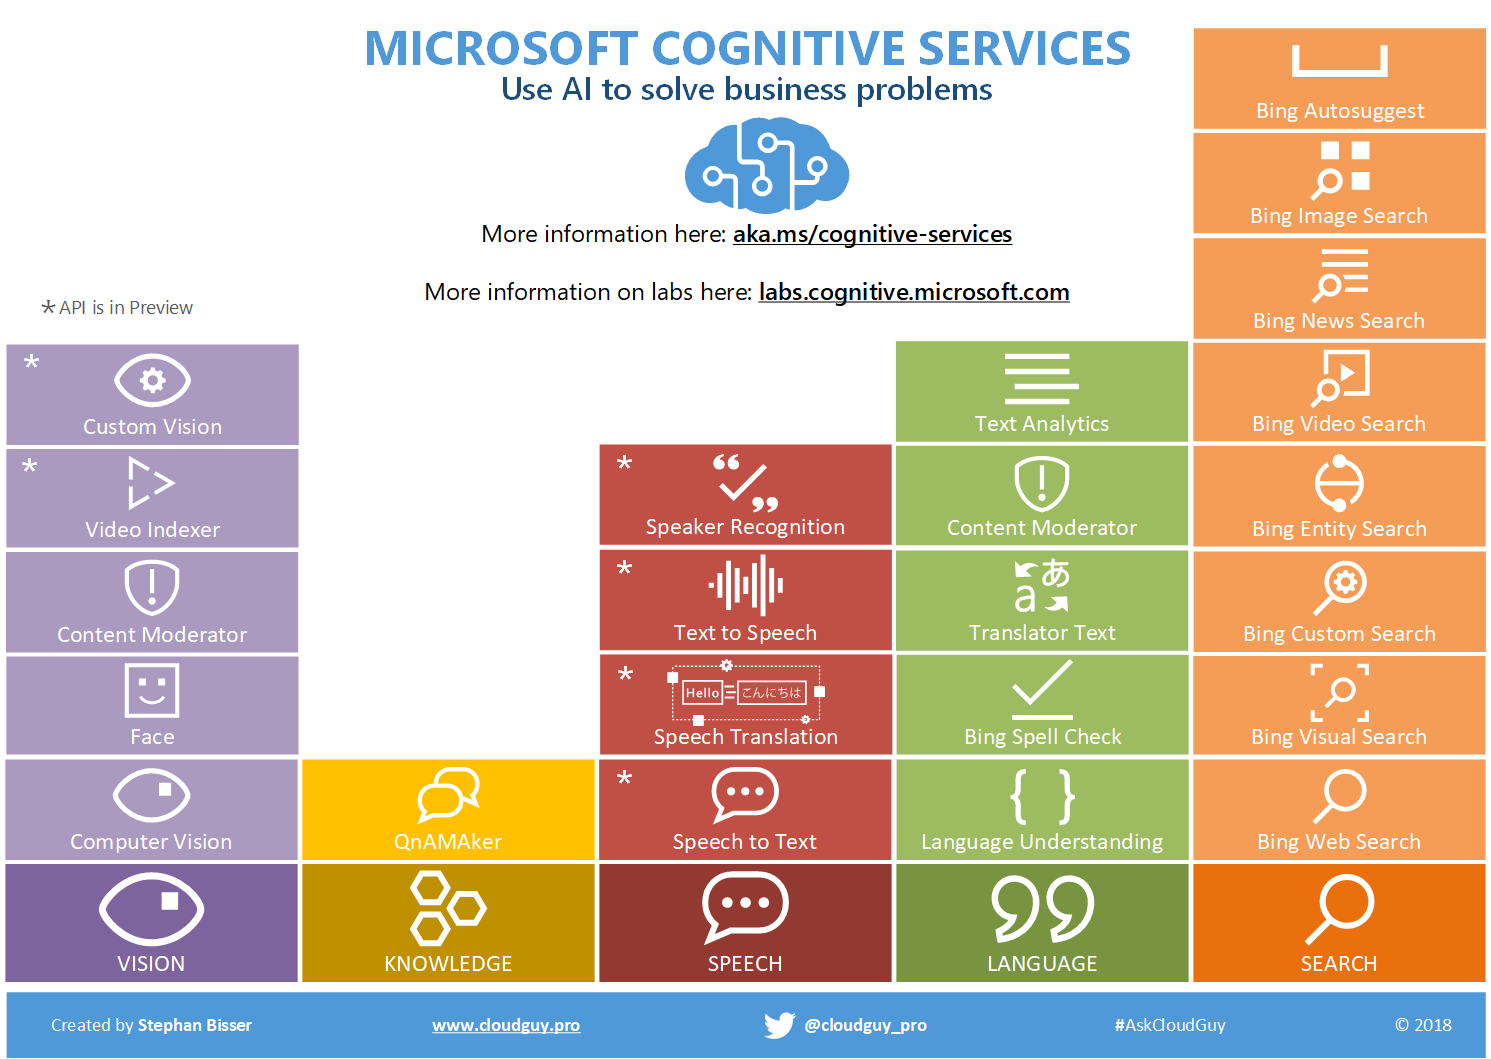 MICROSOFT COGNITIVE SERVICES
Use AI to solve business problems
More information here: aka.ms/cognitive-services
More information on labs here: labs.cognitive.microsoft.com
* API is in Preview
*
Custom Vision
*
Video Indexer
Content Moderator
Face
Computer Vision
VISION
QnAMAker
KNOWLEDGE
*
Speaker Recognition
*
Text to Speech
*
Hello
こんにちは
Speech Translation
*
Speech to Text
SPEECH
Text Analytics
Content Moderator
あ
a
Translator Text
Bing Spell Check
{ }
Language Understanding
LANGUAGE
Bing Autosuggest
Bing Image Search
Bing News Search
Bing Video Search
Bing Entity Search
Bing Custom Search
Bing Visual Search
Bing Web Search
SEARCH
Created by Stephan Bisser
www.cloudguy.pro
@cloudguy_pro
#AskCloudGuy
© 2018